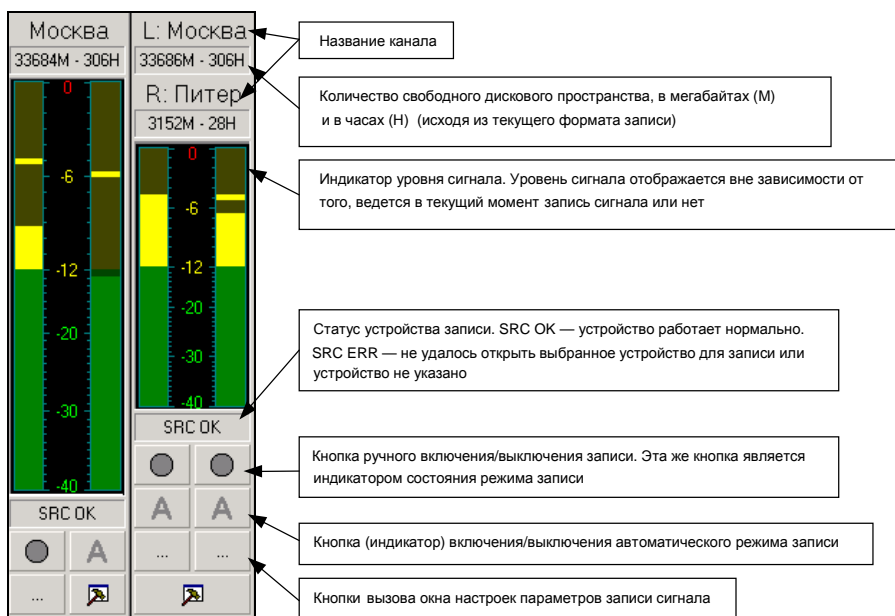 Москва
33684M - 306H
0
-6
-12
-20
-30
-40
SRC OK
A
...
L: Москва
33686M - 306H
R: Питер
3152M - 28H
0
-6
-12
-20
-30
-40
SRC OK
A A
... ...
Название канала
Количество свободного дискового пространства, в мегабайтах (M)
и в часах (H) (исходя из текущего формата записи)
Индикатор уровня сигнала. Уровень сигнала отображается вне зависимости от
того, ведется в текущий момент запись сигнала или нет
Статус устройства записи. SRC OK — устройство работает нормально.
SRC ERR — не удалось открыть выбранное устройство для записи или
устройство не указано
Кнопка ручного включения/выключения записи. Эта же кнопка является
индикатором состояния режима записи
Кнопка (индикатор) включения/выключения автоматического режима записи
Кнопки вызова окна настроек параметров записи сигнала